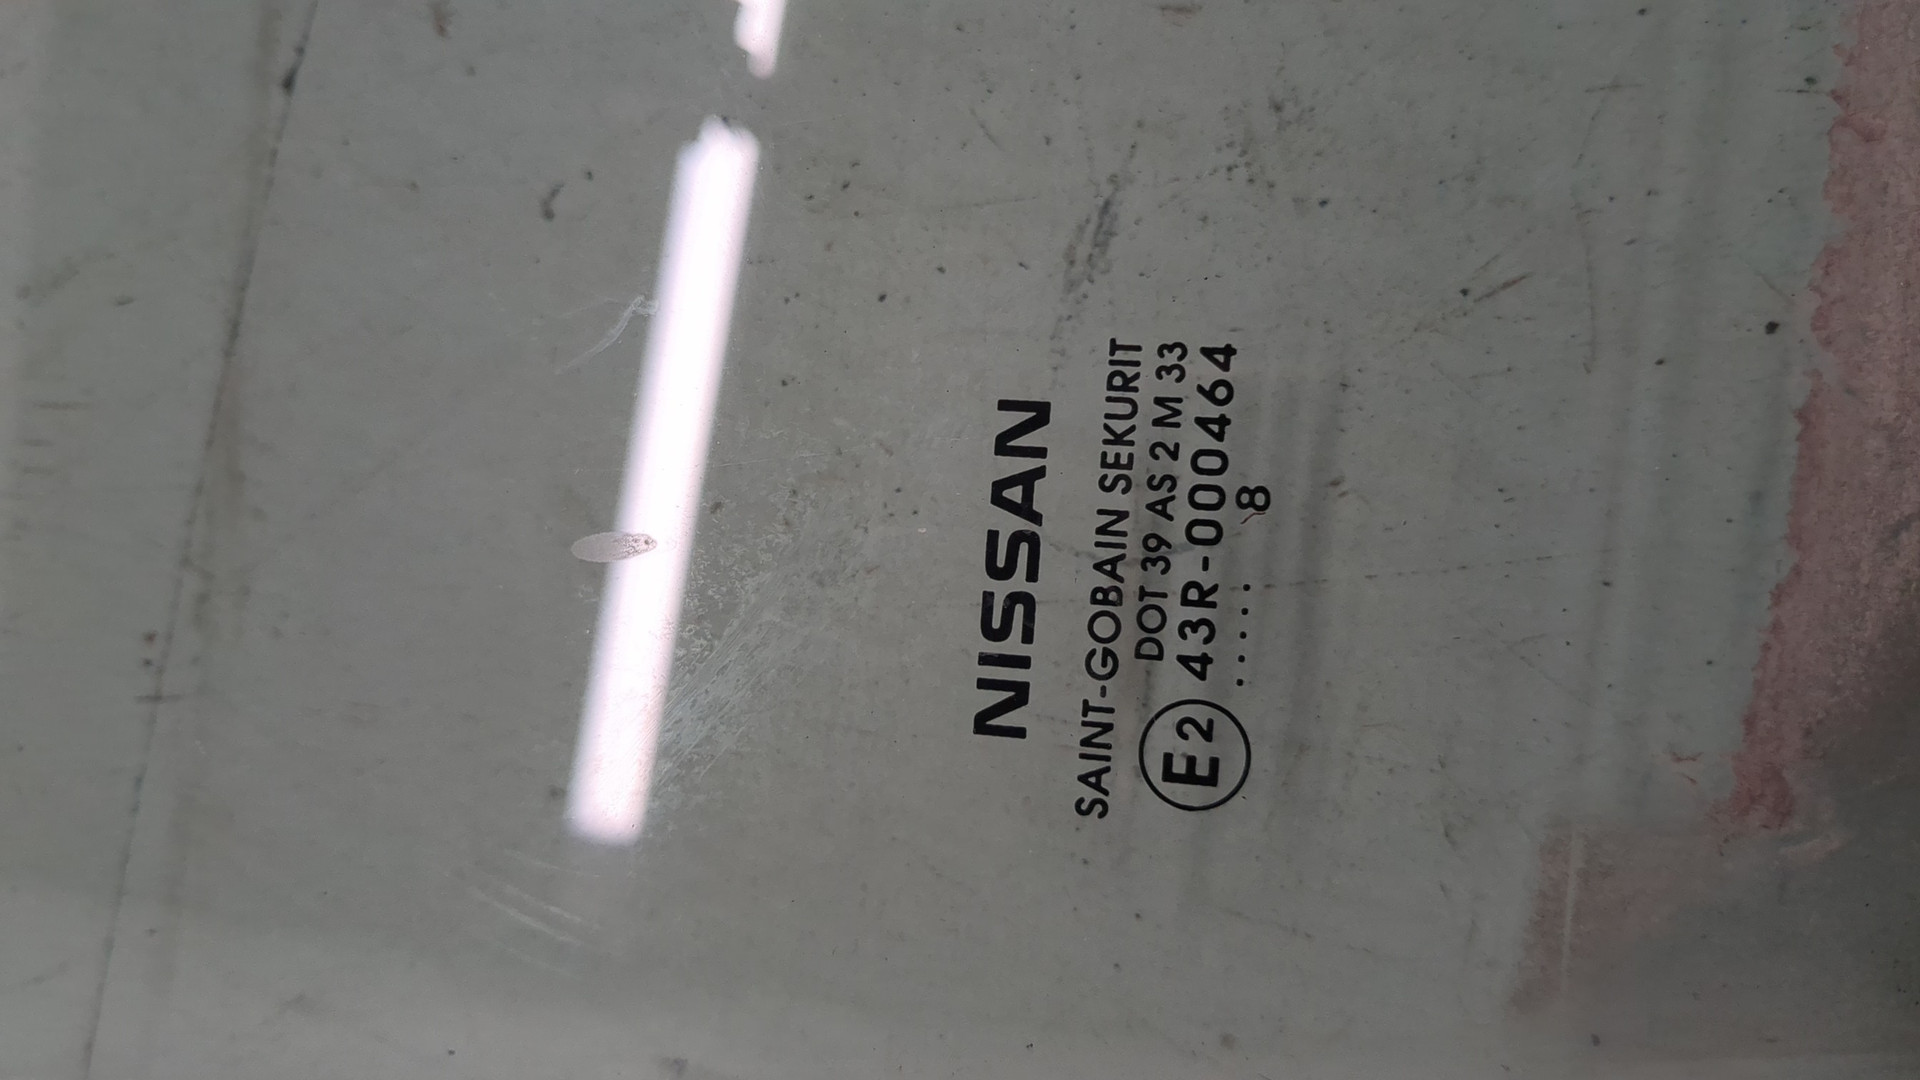 NISSAN
SAINT-GOBAIN SEKURIT
DOT 39 AS 2 M 33
E2 43R-000464
..... 8